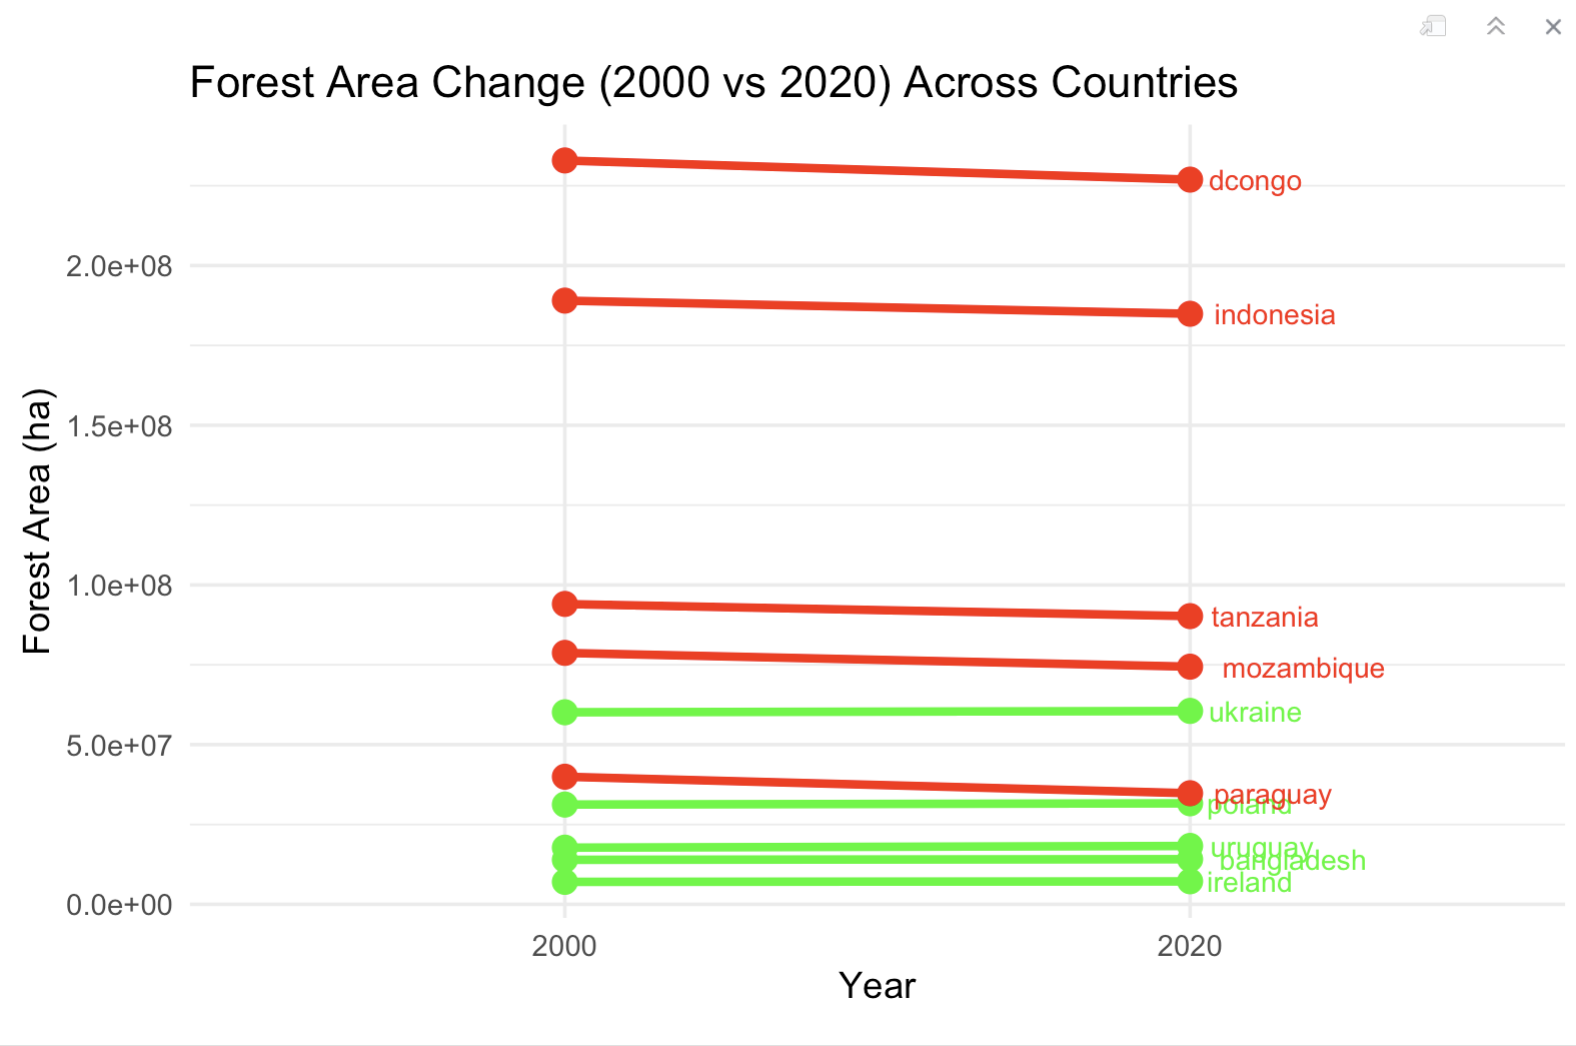 Forest Area Change (2000 vs 2020) Across Countries
Forest Area (ha)
2.0e+08
1.5e+08
1.0e+08
5.0e+07
0.0e+00
dcongo
indonesia
tanzania
mozambique
ukraine
paraguay
poland
uruguay
bangladesh
ireland
2000
2020
Year